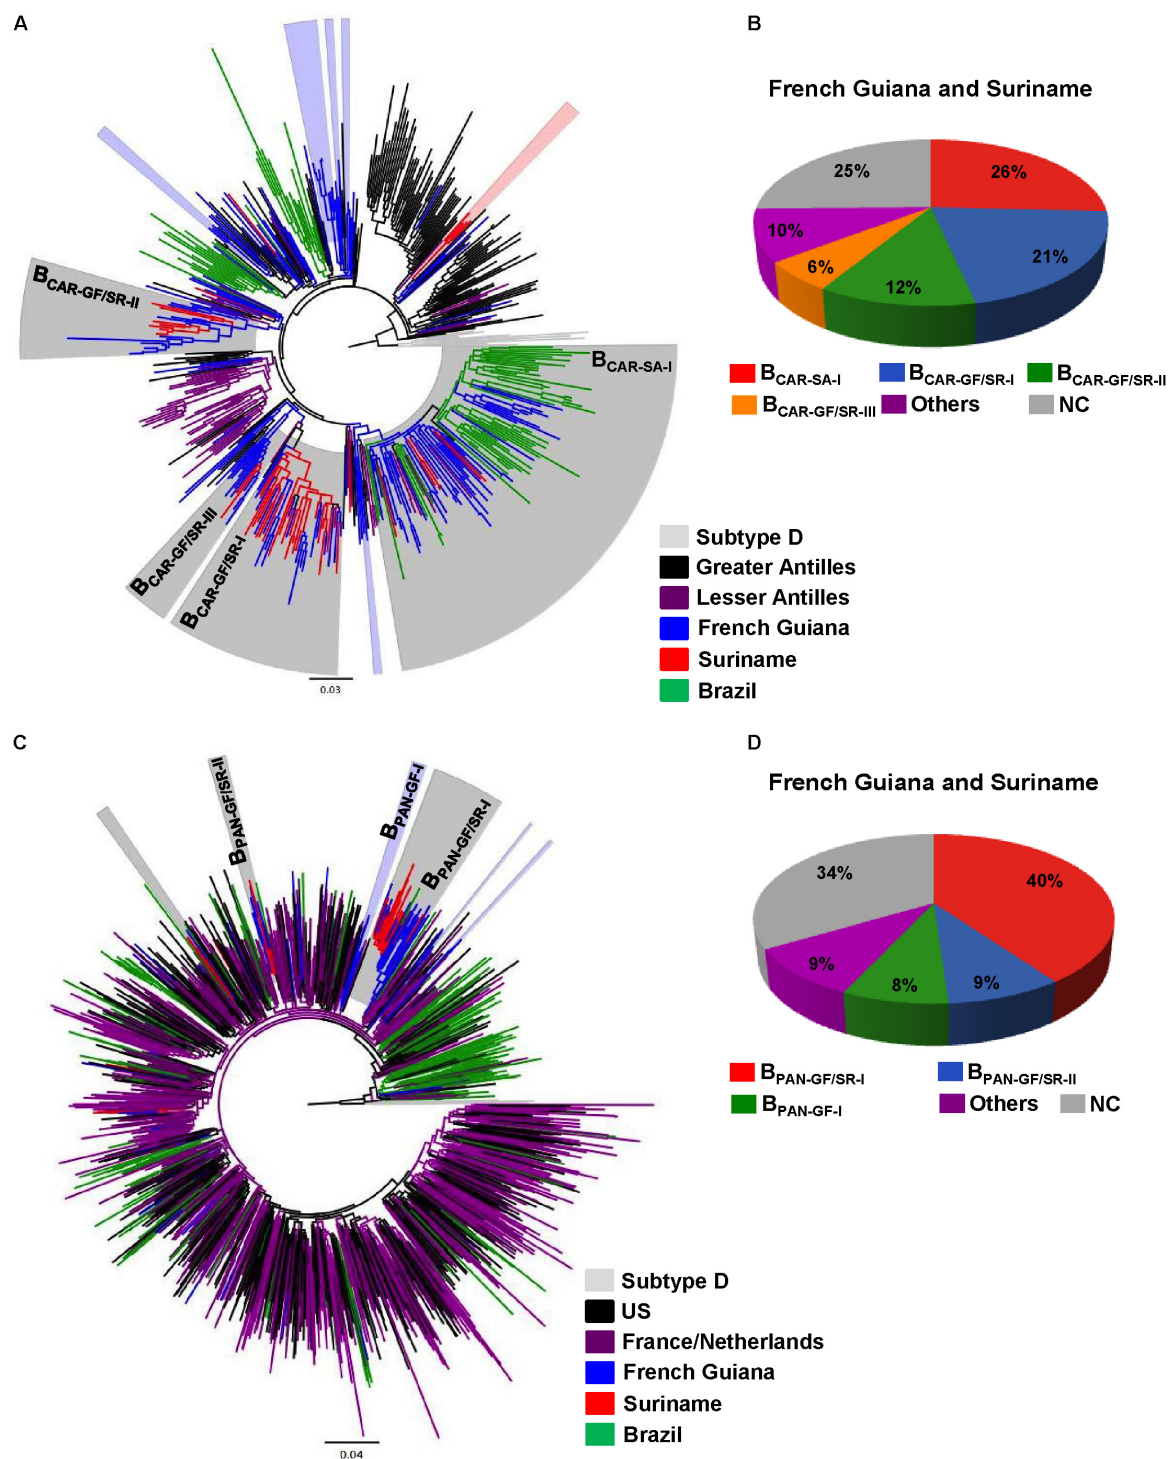 A
B
French Guiana and Suriname
25%
26%
10%
21%
6%
12%
BCAR-SA-I
BCAR-GF/SR-I
BCAR-GF/SR-II
BCAR-GF/SR-III
Others
NC
BCAR-GF/SR-II
BCAR-SA-I
BCAR-GF/SR-III
BCAR-GF/SR-I
0.03
Subtype D
Greater Antilles
Lesser Antilles
French Guiana
Suriname
Brazil
C
D
BPAN-GF/SR-II
BPAN-GF-I
BPAN-GF/SR-I
French Guiana and Suriname
34%
40%
9%
8%
9%
BPAN-GF/SR-I
BPAN-GF/SR-II
BPAN-GF-I
Others
NC
Subtype D
US
France/Netherlands
French Guiana
Suriname
Brazil
0.04